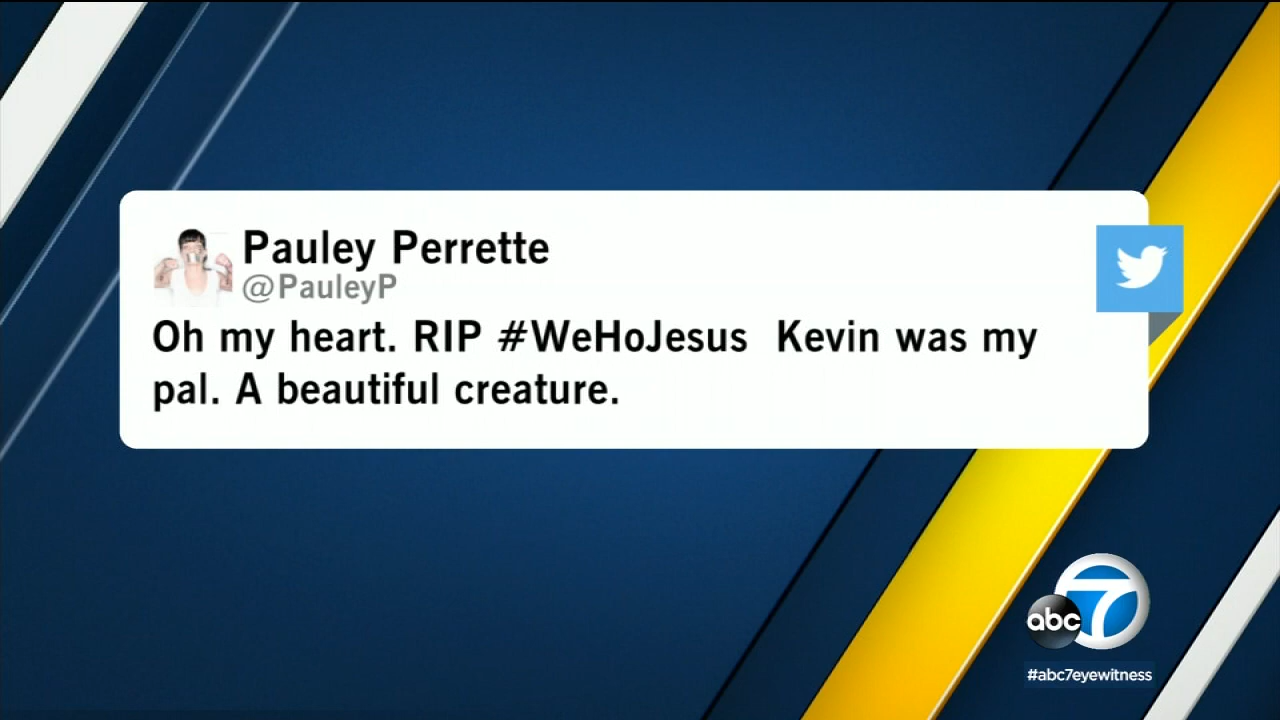 Pauley Perrette
@PauleyP
Oh my heart. RIP #WeHoJesus Kevin was my
pal. A beautiful creature.
abc 7
#abc7eyewitness